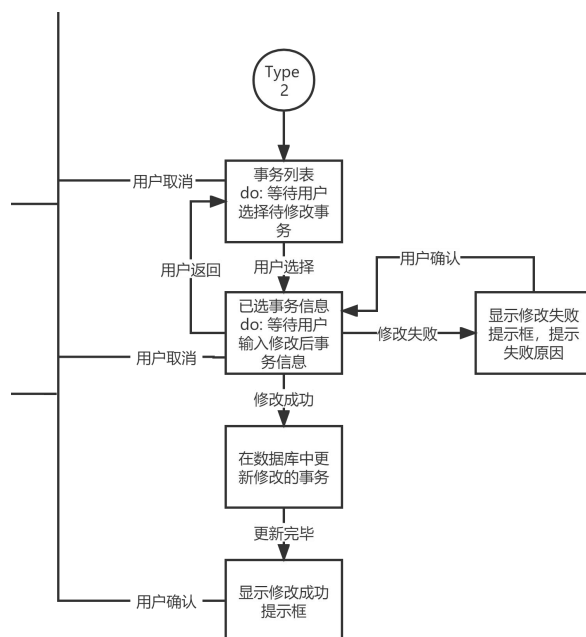 Type
2
用户取消
事务列表
do: 等待用户
选择待修改事
务
用户返回
用户选择
用户确认
已选事务信息
do: 等待用户
输入修改后事
务信息
修改失败
显示修改失败
提示框，提示
失败原因
用户取消
修改成功
在数据库中更
新修改的事务
更新完毕
显示修改成功
提示框
用户确认